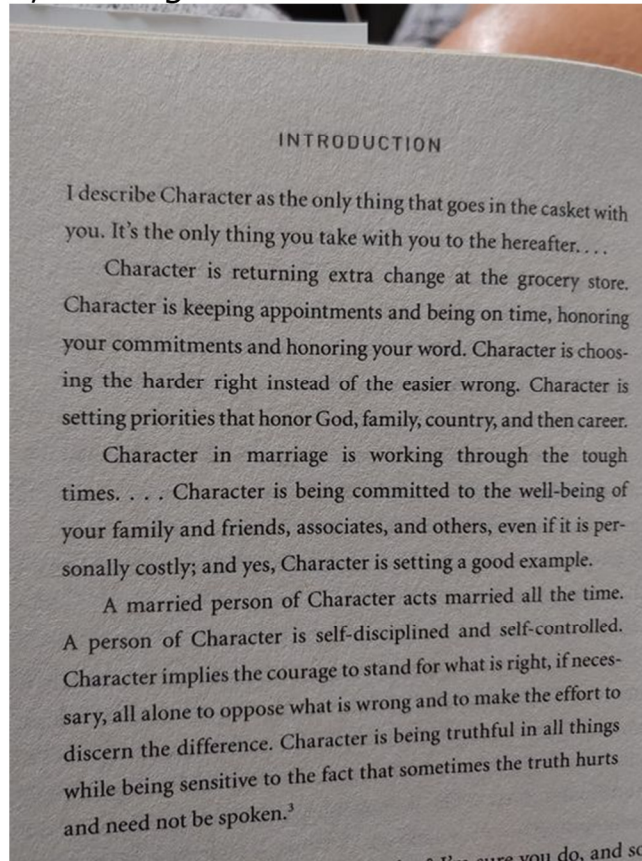 INTRODUCTION
I describe Character as the only thing that goes in the casket with
you. It's the only thing you take with you to the hereafter. . . .
Character is returning extra change at the grocery store.
Character is keeping appointments and being on time, honoring
your commitments and honoring your word. Character is choos-
ing the harder right instead of the easier wrong. Character is
setting priorities that honor God, family, country, and then career.
Character in marriage is working through the tough
times. . . . Character is being committed to the well-being of
your family and friends, associates, and others, even if it is per-
sonally costly; and yes, Character is setting a good example.
A married person of Character acts married all the time.
A person of Character is self-disciplined and self-controlled.
Character implies the courage to stand for what is right, if neces-
sary, all alone to oppose what is wrong and to make the effort to
discern the difference. Character is being truthful in all things
while being sensitive to the fact that sometimes the truth hurts
and need not be spoken.³
I'm sure you do, and so